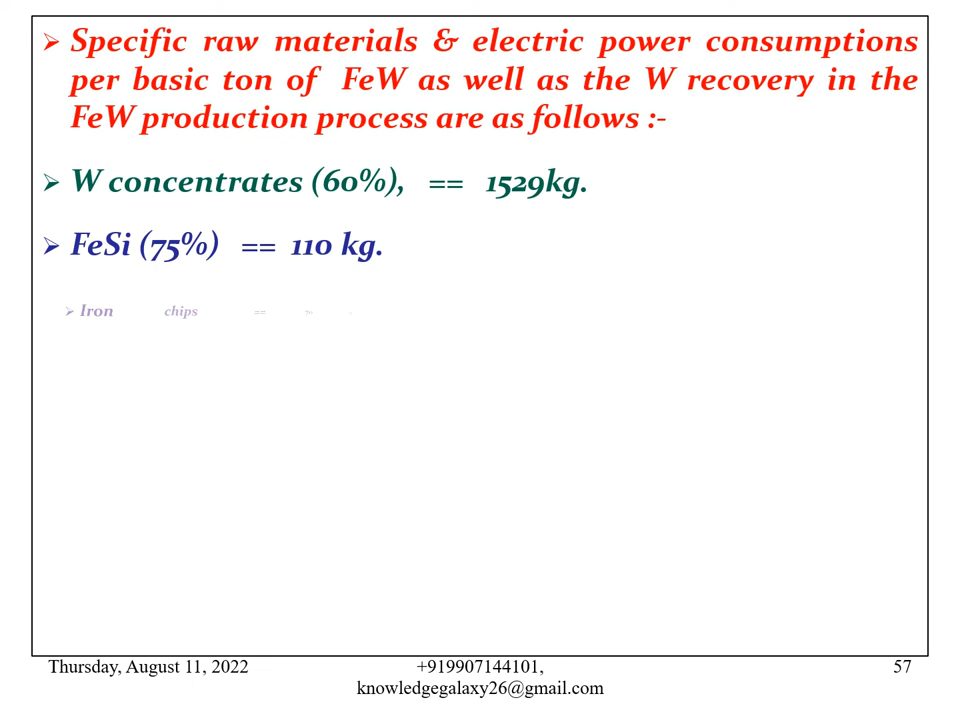 ➢ Specific raw materials & electric power consumptions
per basic ton of FeW as well as the W recovery in the
FeW production process are as follows :-
➢ W concentrates (60%), == 1529kg.
➢ FeSi (75%) == 110 kg.
➢ Iron chips ==
Thursday, August 11, 2022
+919907144101,
knowledgegalaxy26@gmail.com
57